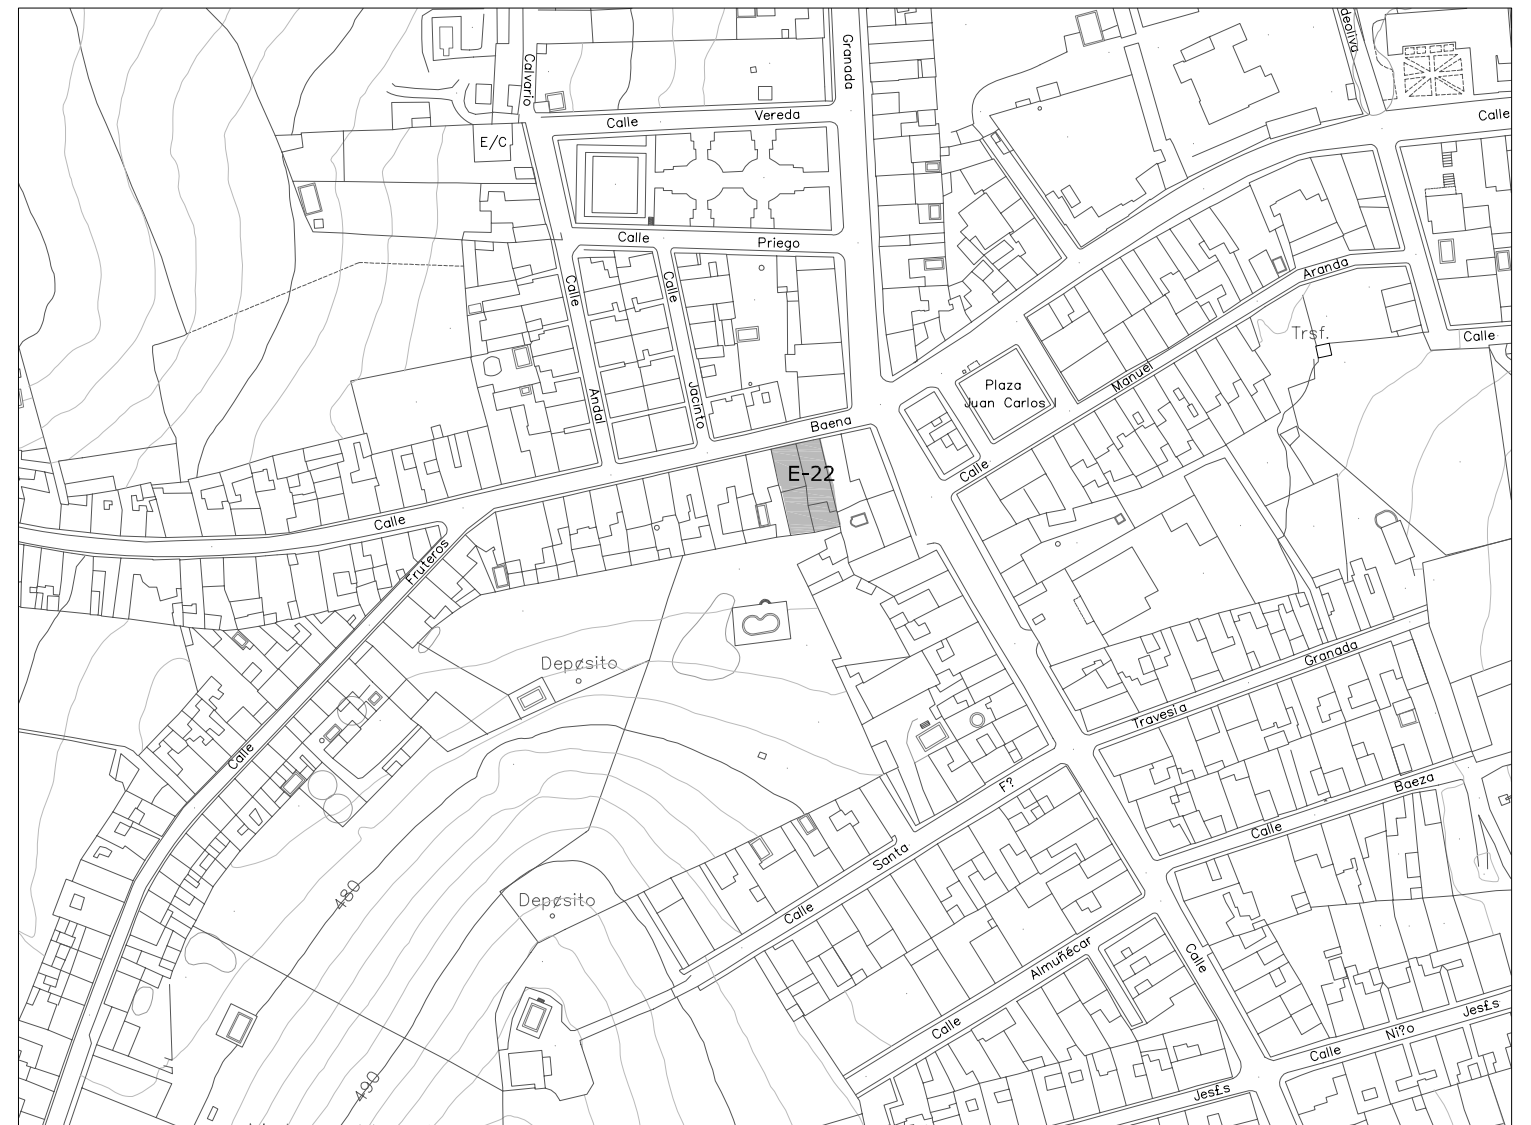 deoliva
Granada
Calvario
Calle
Vereda
Calle
E/C
Calle
Priego
Aranda
Calle
Calle
Trsf.
Calle
Plaza
Juan Carlos I
Manuel
Andal
Jacinto
Baena
E-22
Calle
Calle
Fruteros
Depøsito
Granada
Travesia
Calle
F?
Baeza
Calle
Santa
480
Depøsito
Calle
Almuñécar
Calle
Calle
Jes£s
Ni?o
Calle
490
Jes£s